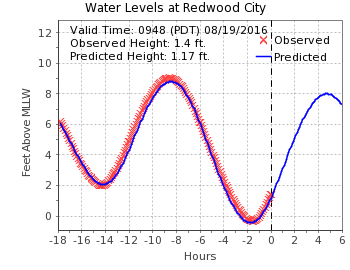 Water Levels at Redwood City
Valid Time: 0948 (PDT) 08/19/2016
Observed Height: 1.4 ft.
Predicted Height: 1.17 ft.
Observed
Predicted
Feet Above MLLW
12
10
8
6
4
2
0
-18 -16 -14 -12 -10 -8 -6 -4 -2 0 2 4 6
Hours